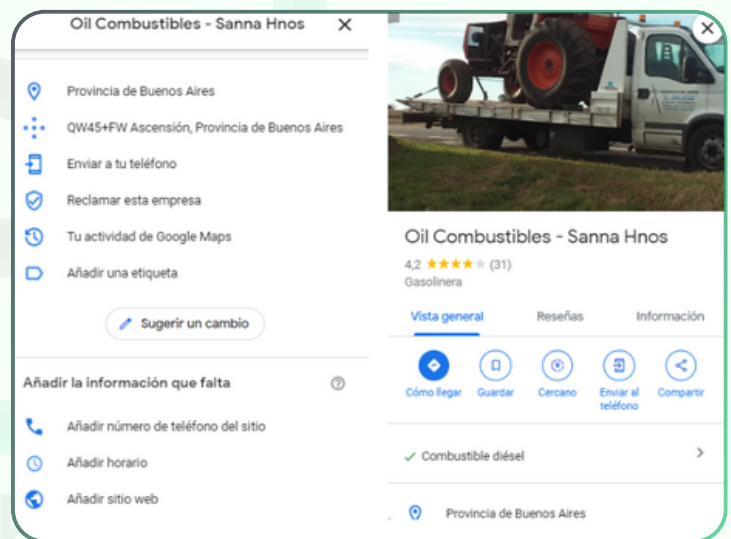 Oil Combustibles - Sanna Hnos
Provincia de Buenos Aires
QW45+FW Ascensión, Provincia de Buenos Aires
Enviar a tu teléfono
Reclamar esta empresa
Tu actividad de Google Maps
Añadir una etiqueta
Sugerir un cambio
Añadir la información que falta
Añadir número de teléfono del sitio
Añadir horario
Añadir sitio web
Oil Combustibles - Sanna Hnos
4,2 (31)
Gasolinera
Vista general Reseñas Información
Cómo llegar Guardar Cercano Enviar al teléfono Compartir
Combustible diésel
Provincia de Buenos Aires